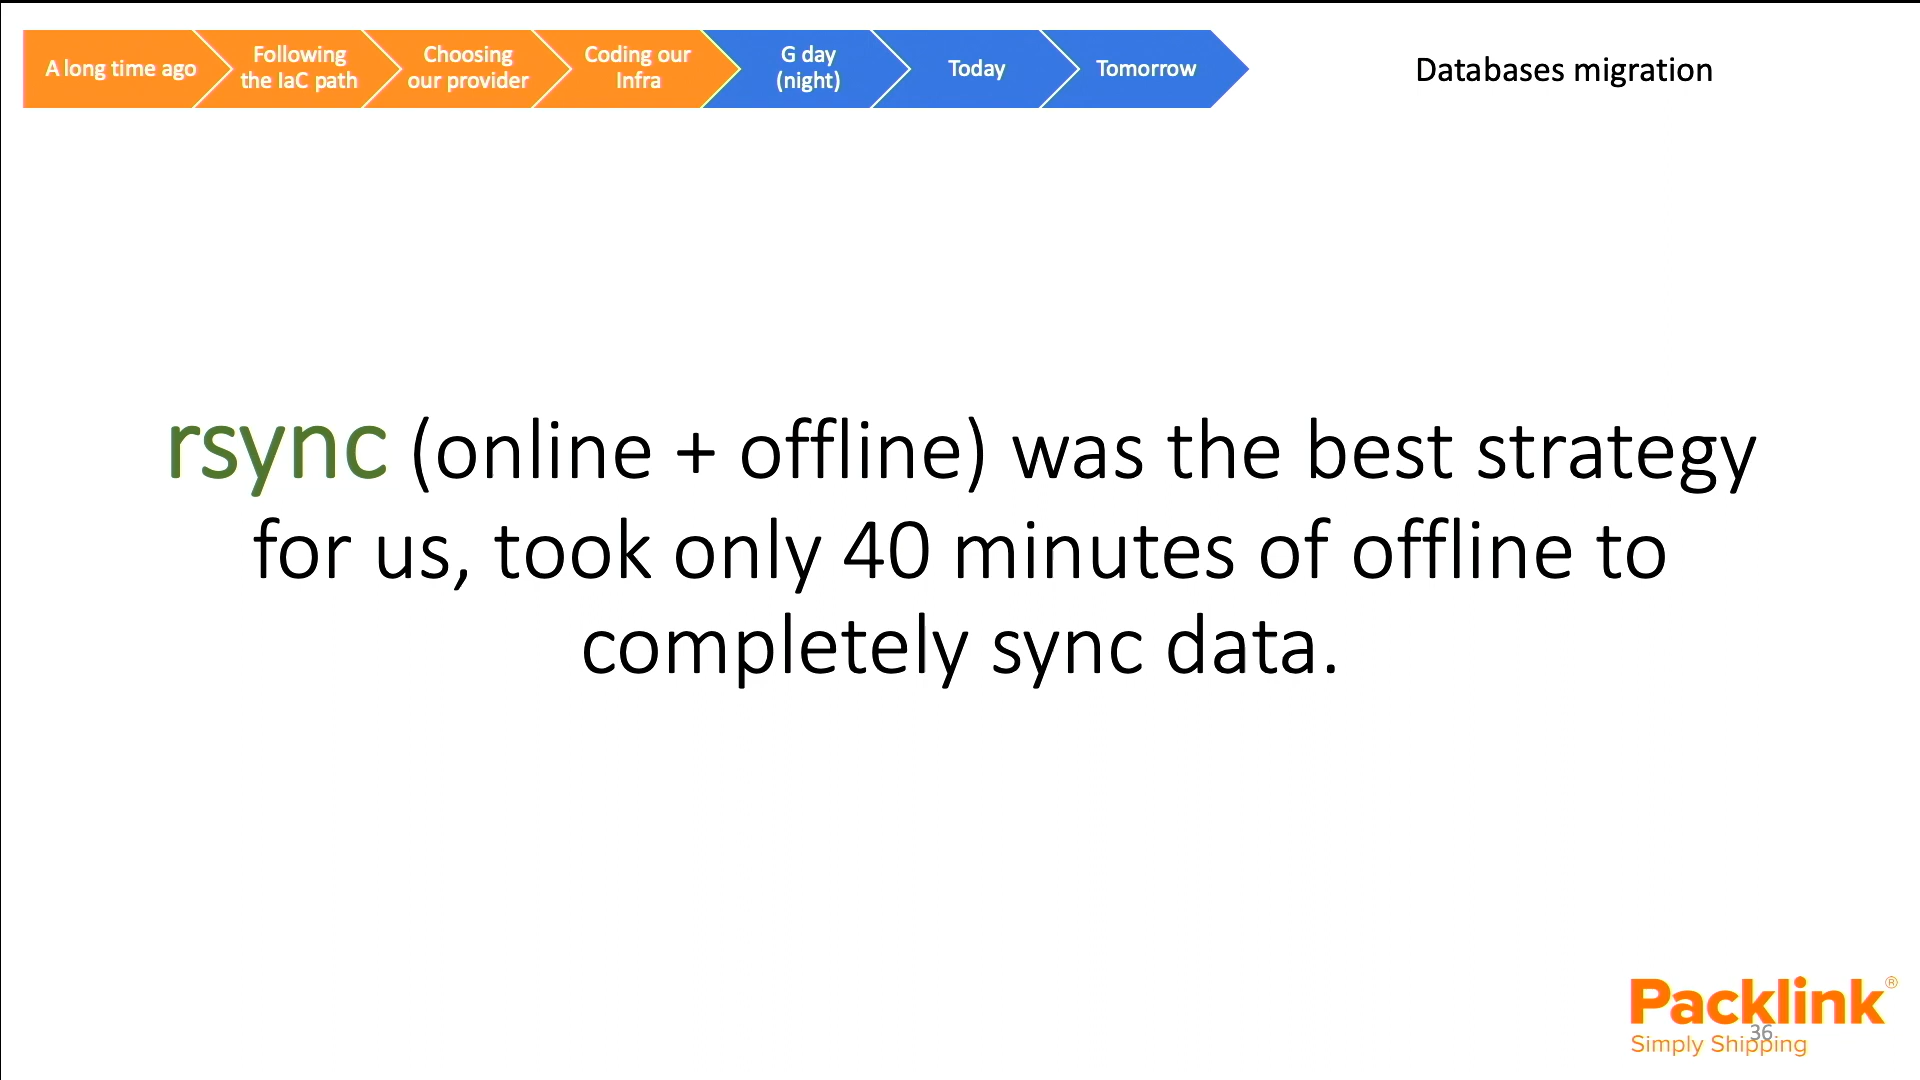 A long time ago
Following
the IaC path
Choosing
our provider
Coding our
Infra
G day
(night)
Today
Tomorrow
Databases migration
rsync (online + offline) was the best strategy
for us, took only 40 minutes of offline to
completely sync data.
Packlink®
36
Simply Shipping